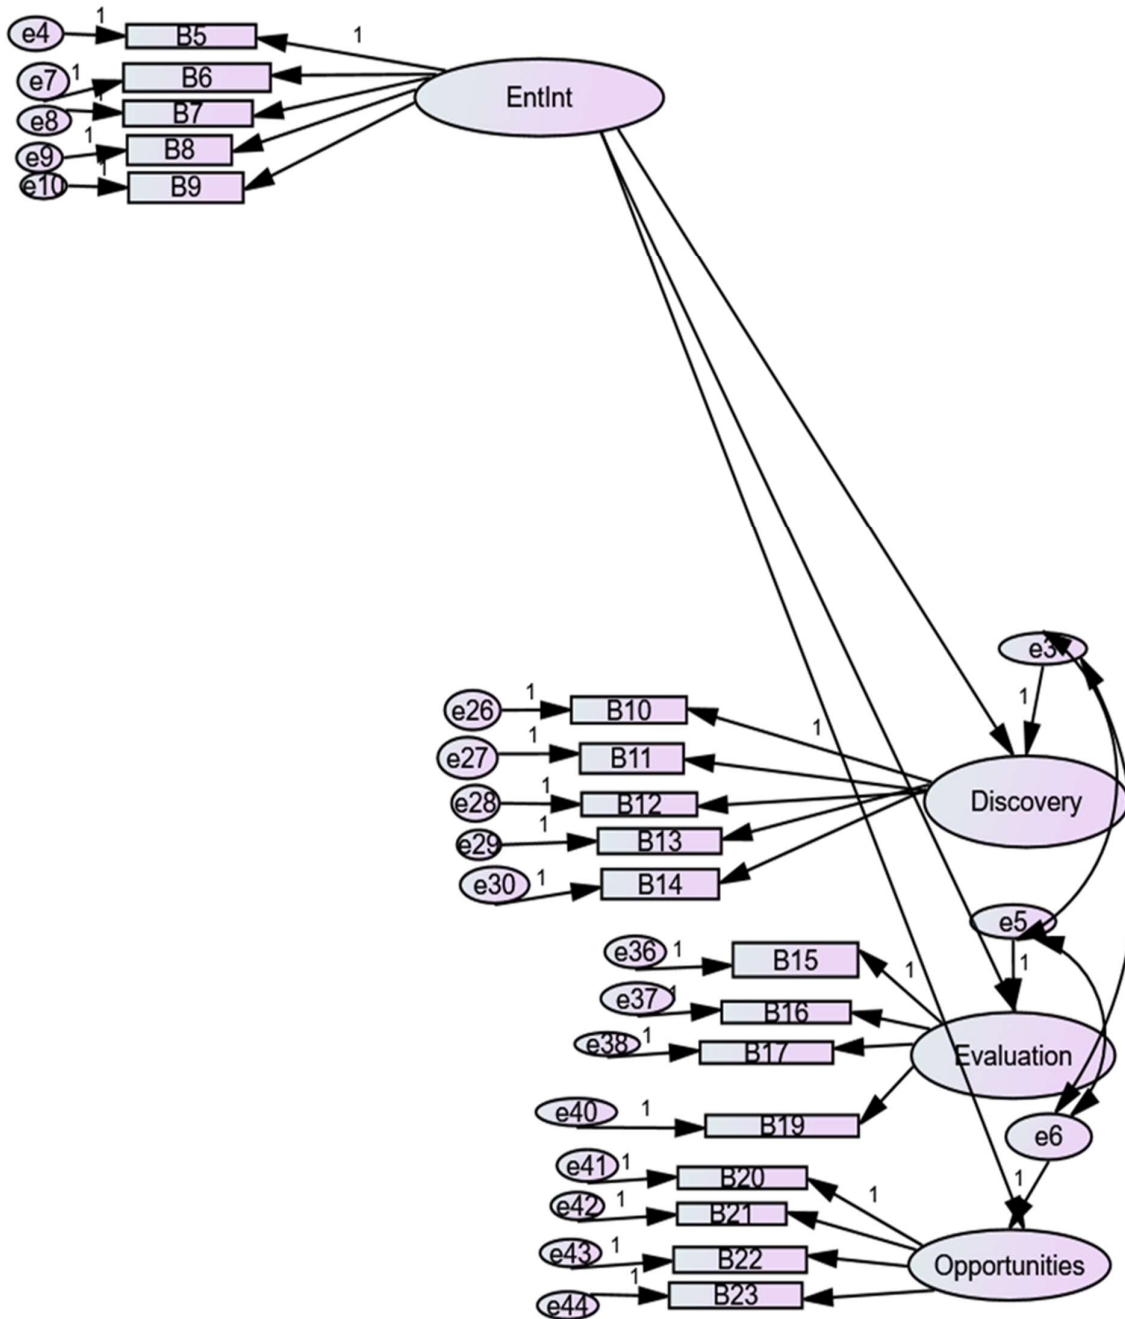 1
e4
B5
1
EntInt
e7
1
B6
e8
1
B7
e9
1
B8
e10
1
B9
e3
1
e26
1
B10
1
e27
1
B11
e28
1
B12
Discovery
e29
1
B13
e30
1
B14
e5
1
e36
1
B15
1
e37
1
B16
e38
1
B17
Evaluation
e40
1
B19
e6
e41
1
B20
1
1
e42
1
B21
e43
1
B22
Opportunities
e44
1
B23